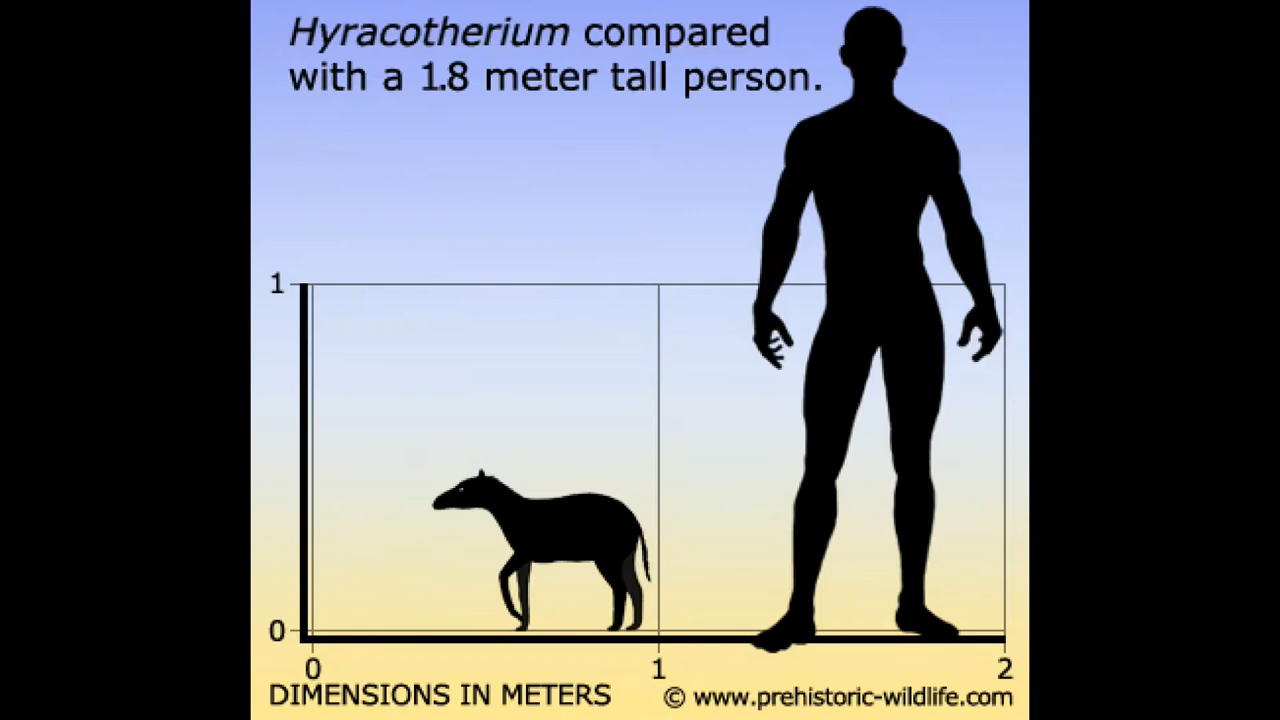 Hyracotherium compared
with a 1.8 meter tall person.
1
0
0 1 2
DIMENSIONS IN METERS
© www.prehistoric-wildlife.com